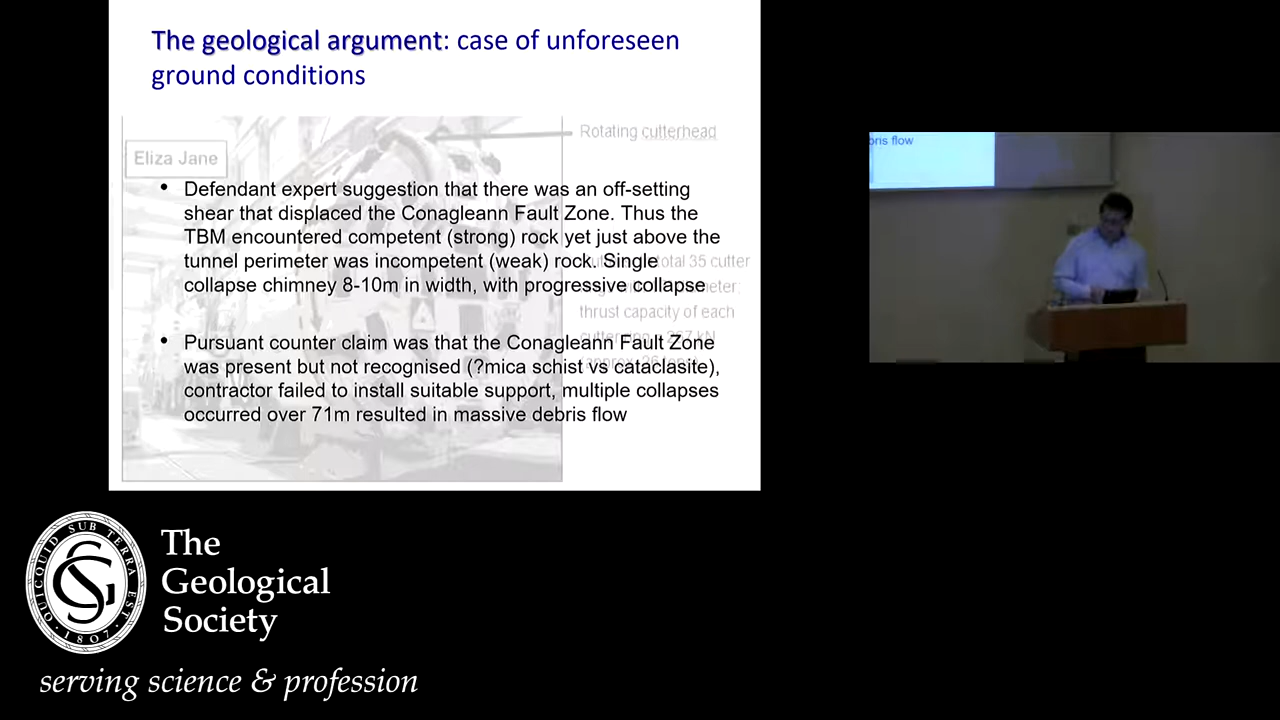 The geological argument: case of unforeseen
ground conditions
Rotating cutterhead
Eliza Jane
• Defendant expert suggestion that there was an off-setting
shear that displaced the Conagleann Fault Zone. Thus the
TBM encountered competent (strong) rock yet just above the
tunnel perimeter was incompetent (weak) rock. Single
collapse chimney 8-10m in width, with progressive collapse
total 35 cutter
thrust capacity of each
• Pursuant counter claim was that the Conagleann Fault Zone
was present but not recognised (?mica schist vs cataclasite),
contractor failed to install suitable support, multiple collapses
occurred over 71m resulted in massive debris flow
flow
QUICQUID SUB TERRA EST
· 1807 ·
The
Geological
Society
serving science & profession